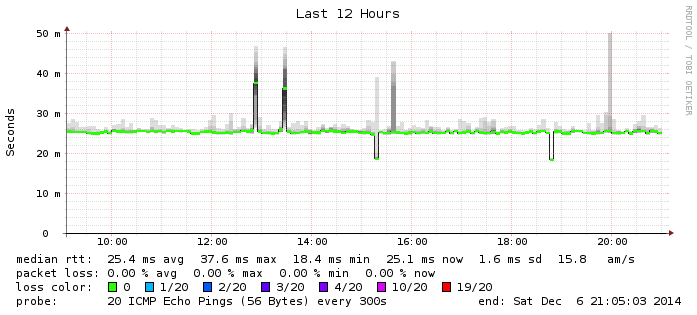 Last 12 Hours
RRDTOOL / TOBI OETIKER
Seconds
50 m
40 m
30 m
20 m
10 m
0
10:00 12:00 14:00 16:00 18:00 20:00
median rtt: 25.4 ms avg 37.6 ms max 18.4 ms min 25.1 ms now 1.6 ms sd 15.8 am/s
packet loss: 0.00 % avg 0.00 % max 0.00 % min 0.00 % now
loss color: 0 1/20 2/20 3/20 4/20 10/20 19/20
probe: 20 ICMP Echo Pings (56 Bytes) every 300s end: Sat Dec 6 21:05:03 2014